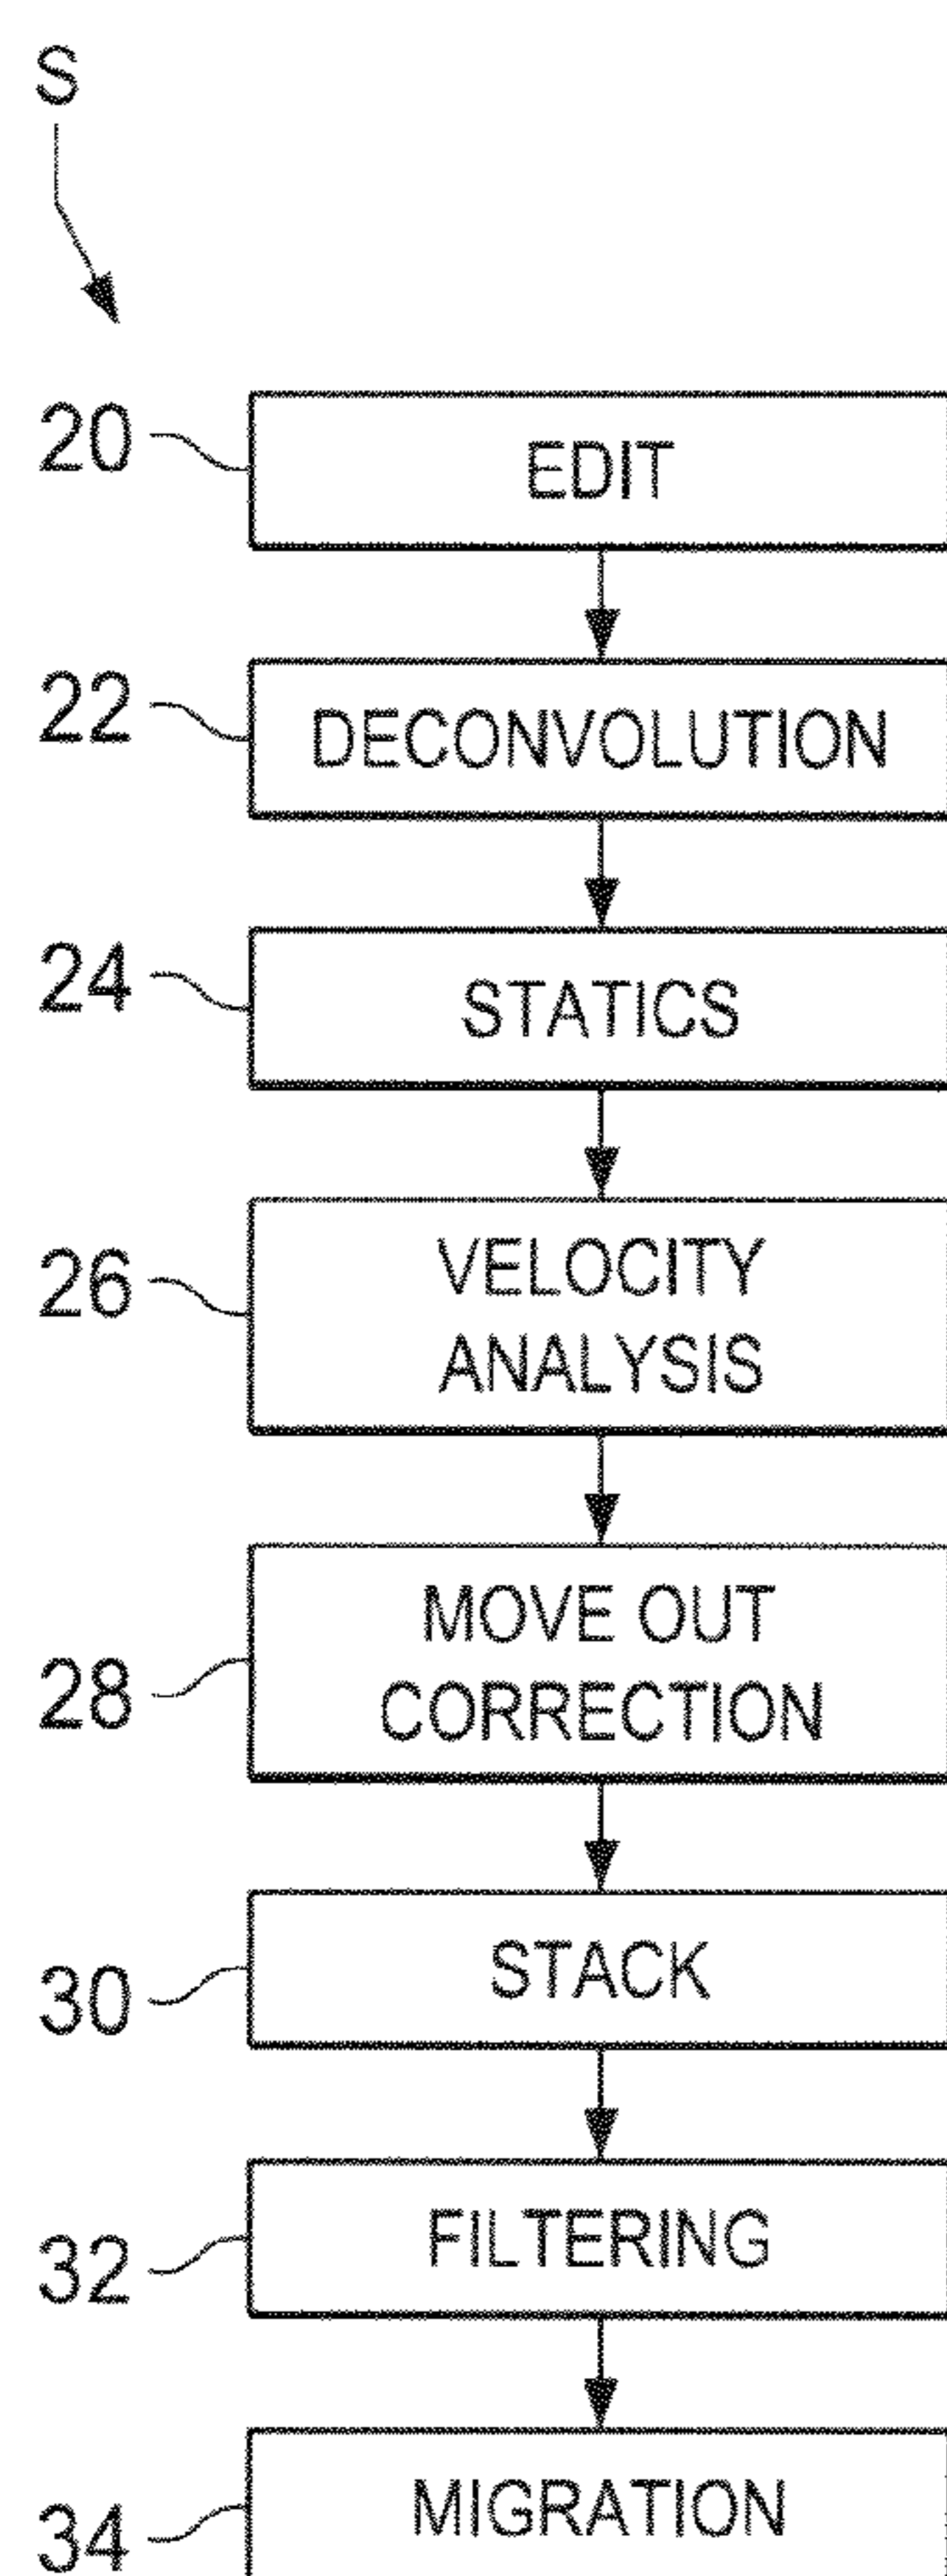 S
20
EDIT
22
DECONVOLUTION
24
STATICS
26
VELOCITY
ANALYSIS
28
MOVE OUT
CORRECTION
30
STACK
32
FILTERING
34
MIGRATION